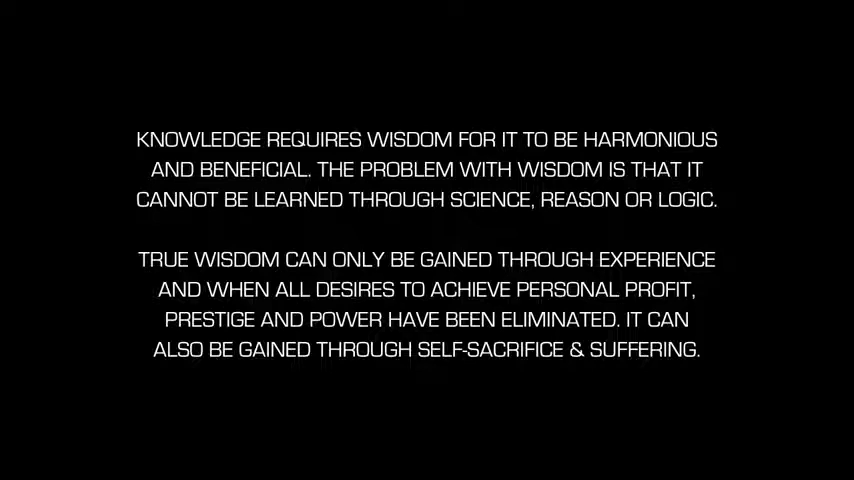 KNOWLEDGE REQUIRES WISDOM FOR IT TO BE HARMONIOUS
AND BENEFICIAL. THE PROBLEM WITH WISDOM IS THAT IT
CANNOT BE LEARNED THROUGH SCIENCE, REASON OR LOGIC.
TRUE WISDOM CAN ONLY BE GAINED THROUGH EXPERIENCE
AND WHEN ALL DESIRES TO ACHIEVE PERSONAL PROFIT,
PRESTIGE AND POWER HAVE BEEN ELIMINATED. IT CAN
ALSO BE GAINED THROUGH SELF-SACRIFICE & SUFFERING.